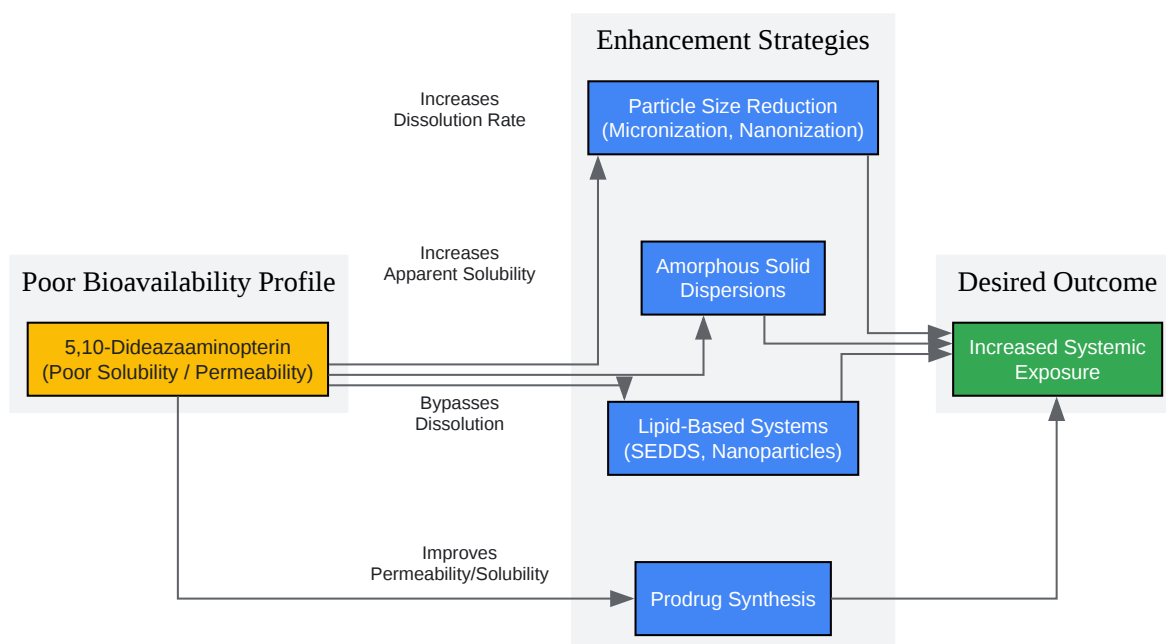 Enhancement Strategies
Increases
Dissolution Rate
Particle Size Reduction
(Micronization, Nanonization)
Increases
Apparent Solubility
Amorphous Solid
Dispersions
Poor Bioavailability Profile
5,10-Dideazaaminopterin
(Poor Solubility / Permeability)
Desired Outcome
Increased Systemic
Exposure
Bypasses
Dissolution
Lipid-Based Systems
(SEDDS, Nanoparticles)
Improves
Permeability/Solubility
Prodrug Synthesis